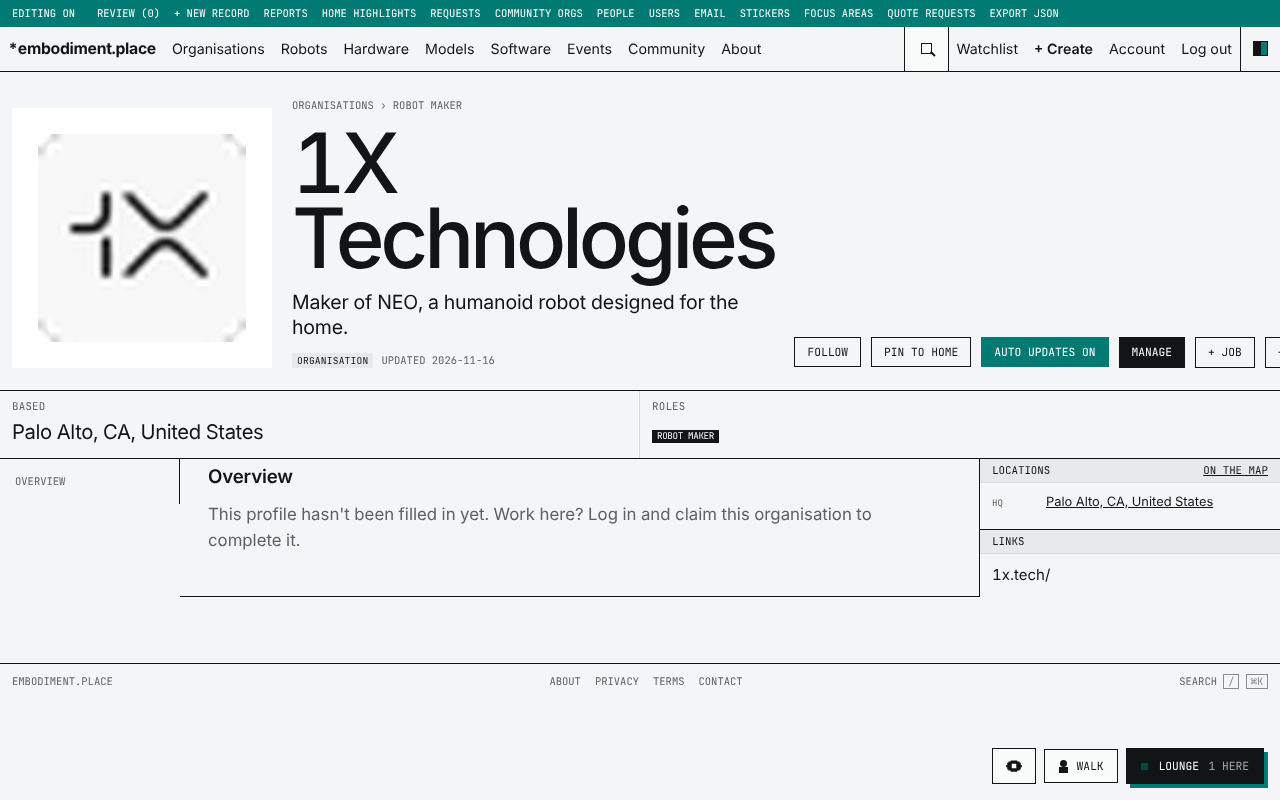 EDITING ON REVIEW (0) + NEW RECORD REPORTS HOME HIGHLIGHTS REQUESTS COMMUNITY ORGS PEOPLE USERS EMAIL STICKERS FOCUS AREAS QUOTE REQUESTS EXPORT JSON
*embodiment.place Organisations Robots Hardware Models Software Events Community About Watchlist + Create Account Log out
ORGANISATIONS › ROBOT MAKER
1X
Technologies
Maker of NEO, a humanoid robot designed for the
home.
ORGANISATION UPDATED 2026-11-16
FOLLOW PIN TO HOME AUTO UPDATES ON MANAGE + JOB
BASED
Palo Alto, CA, United States
ROLES
ROBOT MAKER
OVERVIEW
Overview
This profile hasn't been filled in yet. Work here? Log in and claim this organisation to
complete it.
LOCATIONS ON THE MAP
HQ Palo Alto, CA, United States
LINKS
1x.tech/
EMBODIMENT.PLACE ABOUT PRIVACY TERMS CONTACT SEARCH / ⌘K
WALK LOUNGE 1 HERE